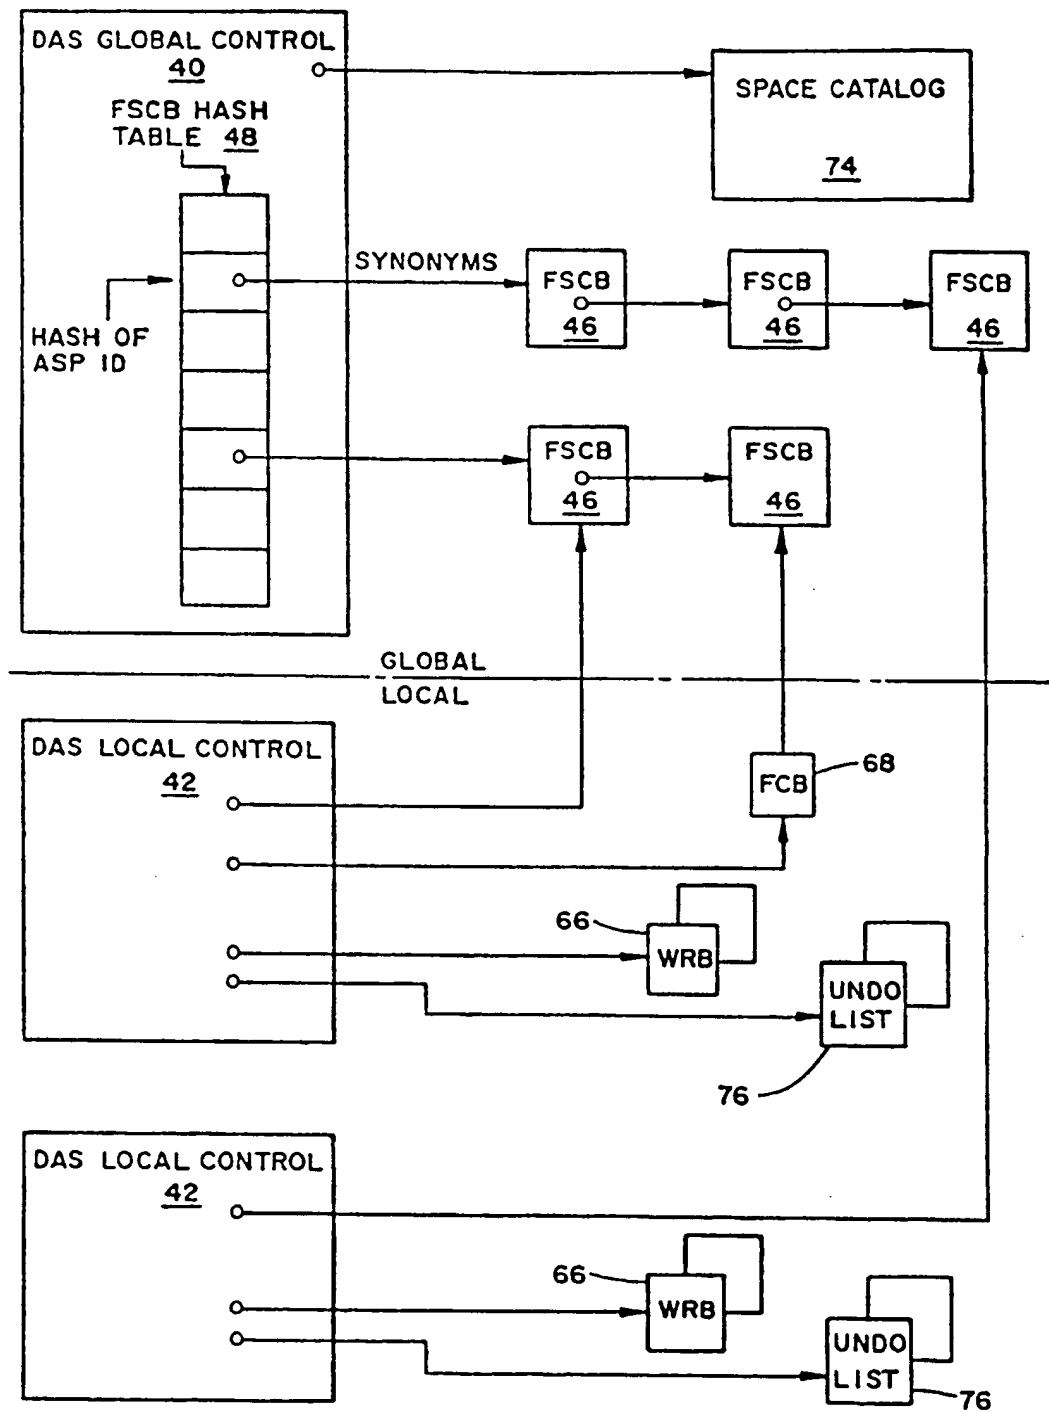 DAS GLOBAL CONTROL
40
FSCB HASH
TABLE 48
HASH OF
ASP ID
SPACE CATALOG
74
SYNONYMS
FSCB
46
FSCB
46
FSCB
46
FSCB
46
FSCB
46
GLOBAL
LOCAL
DAS LOCAL CONTROL
42
FCB
68
66
WRB
UNDO
LIST
76
DAS LOCAL CONTROL
42
66
WRB
UNDO
LIST
76